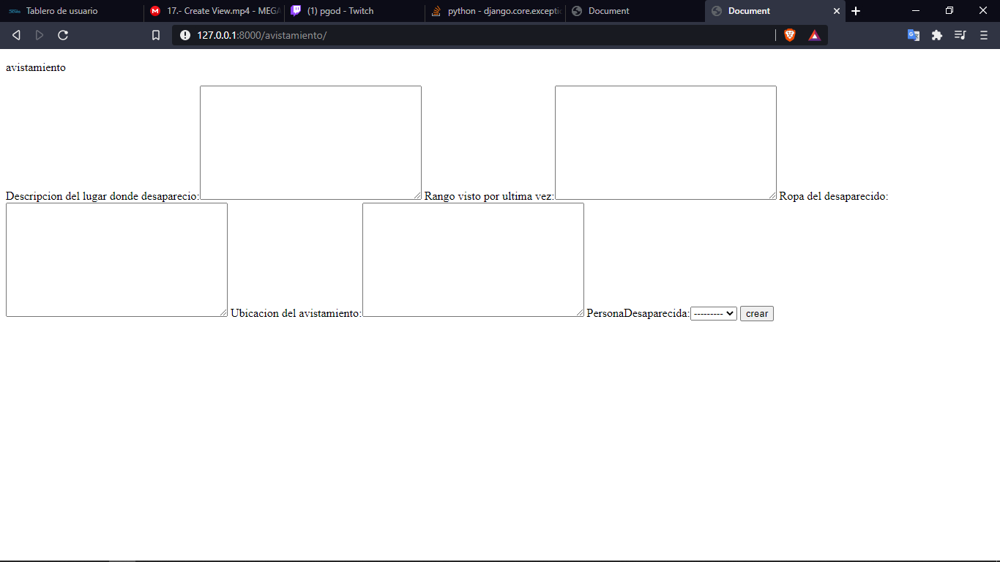 Tablero de usuario
17.- Create View.mp4 - MEGA
(1) pgod - Twitch
python - django.core.excepti
Document
Document
127.0.0.1:8000/avistamiento/
avistamiento
Descripcion del lugar donde desaparecio: Rango visto por ultima vez: Ropa del desaparecido:
Ubicacion del avistamiento: PersonaDesaparecida: --------- crear